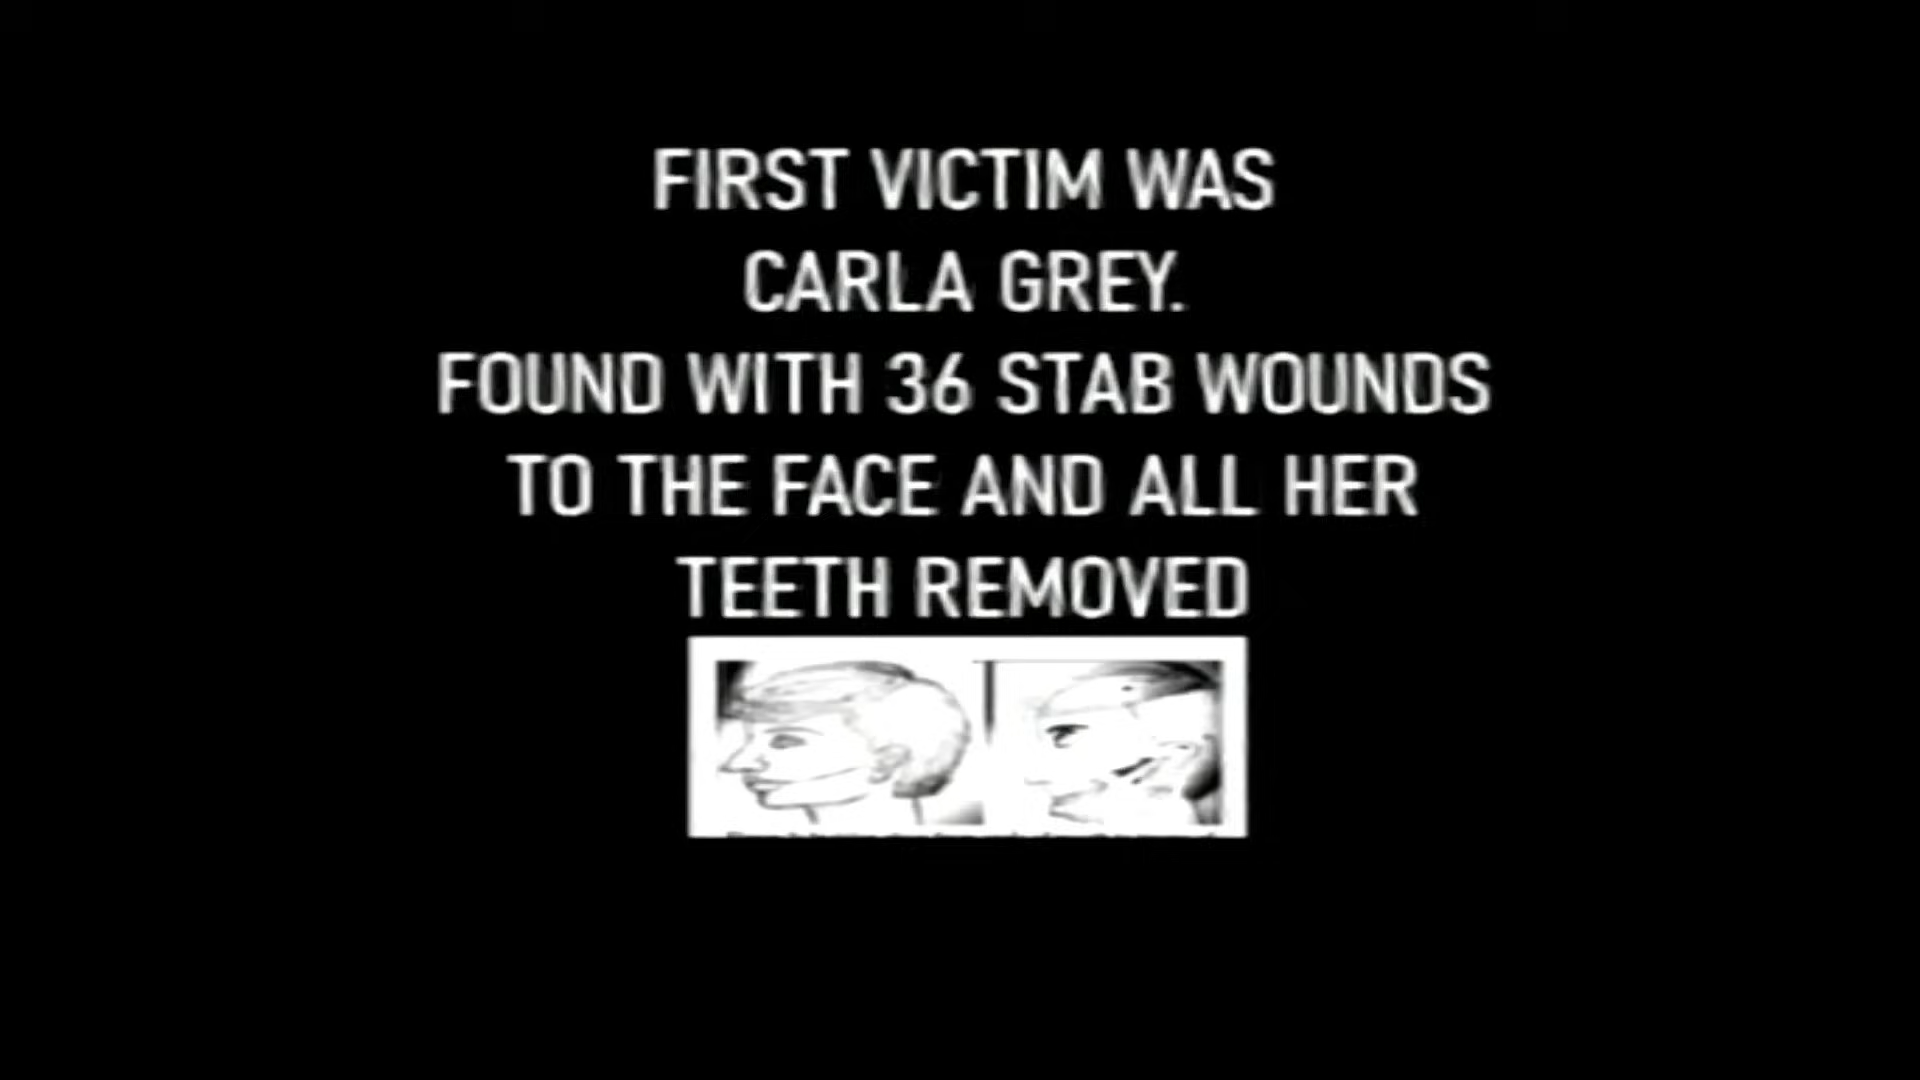 FIRST VICTIM WAS
CARLA GREY.
FOUND WITH 36 STAB WOUNDS
TO THE FACE AND ALL HER
TEETH REMOVED